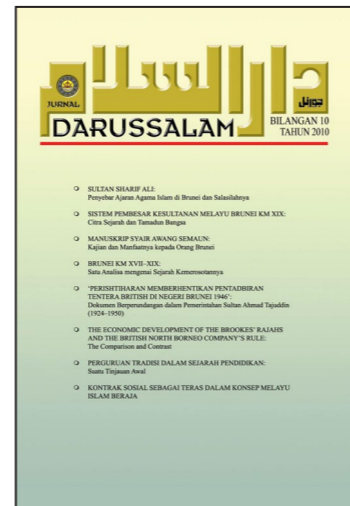 دارالسلام
JURNAL
جورنل
DARUSSALAM
BILANGAN 10
TAHUN 2010
SULTAN SHARIF ALI:
Penyebar Ajaran Agama Islam di Brunei dan Salasilahnya
SISTEM PEMBESAR KESULTANAN MELAYU BRUNEI KM XIX:
Citra Sejarah dan Tamadun Bangsa
MANUSKRIP SYAIR AWANG SEMAUN:
Kajian dan Manfaatnya kepada Orang Brunei
BRUNEI KM XVII–XIX:
Satu Analisa mengenai Sejarah Kemerosotannya
'PERISHTIHARAN MEMBERHENTIKAN PENTADBIRAN
TENTERA BRITISH DI NEGERI BRUNEI 1946':
Dokumen Berperundangan dalam Pemerintahan Sultan Ahmad Tajuddin
(1924–1950)
THE ECONOMIC DEVELOPMENT OF THE BROOKES' RAJAHS
AND THE BRITISH NORTH BORNEO COMPANY'S RULE:
The Comparison and Contrast
PERGURUAN TRADISI DALAM SEJARAH PENDIDIKAN:
Suatu Tinjauan Awal
KONTRAK SOSIAL SEBAGAI TERAS DALAM KONSEP MELAYU
ISLAM BERAJA